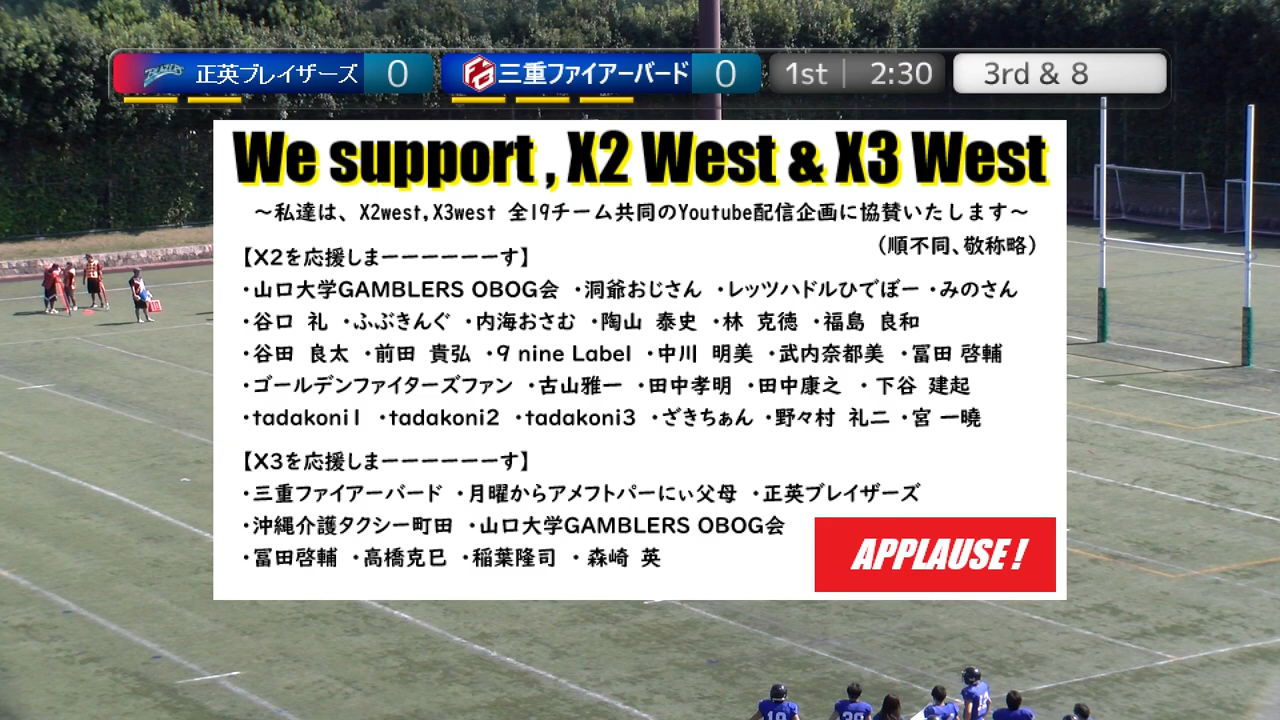 BLAZERS 正英ブレイザーズ 0 FB 三重ファイアーバード 0 1st | 2:30 3rd & 8
We support , X2 West & X3 West
～私達は、X2west,X3west 全19チーム共同のYoutube配信企画に協賛いたします～
（順不同、敬称略）
【X2を応援しまーーーーーーす】
・山口大学GAMBLERS OBOG会 ・洞爺おじさん ・レッツハドルひでぼー ・みのさん
・谷口 礼 ・ふぶきんぐ ・内海おさむ ・陶山 泰史 ・林 克徳 ・福島 良和
・谷田 良太 ・前田 貴弘 ・9 nine Label ・中川 明美 ・武内奈都美 ・冨田 啓輔
・ゴールデンファイターズファン ・古山雅一 ・田中孝明 ・田中康之 ・下谷 建起
・tadakoni1 ・tadakoni2 ・tadakoni3 ・ざきちぁん ・野々村 礼二 ・宮 一曉
【X3を応援しまーーーーーーす】
・三重ファイアーバード ・月曜からアメフトパーにぃ父母 ・正英ブレイザーズ
・沖縄介護タクシー町田 ・山口大学GAMBLERS OBOG会
・冨田啓輔 ・高橋克巳 ・稲葉隆司 ・森崎 英
APPLAUSE !